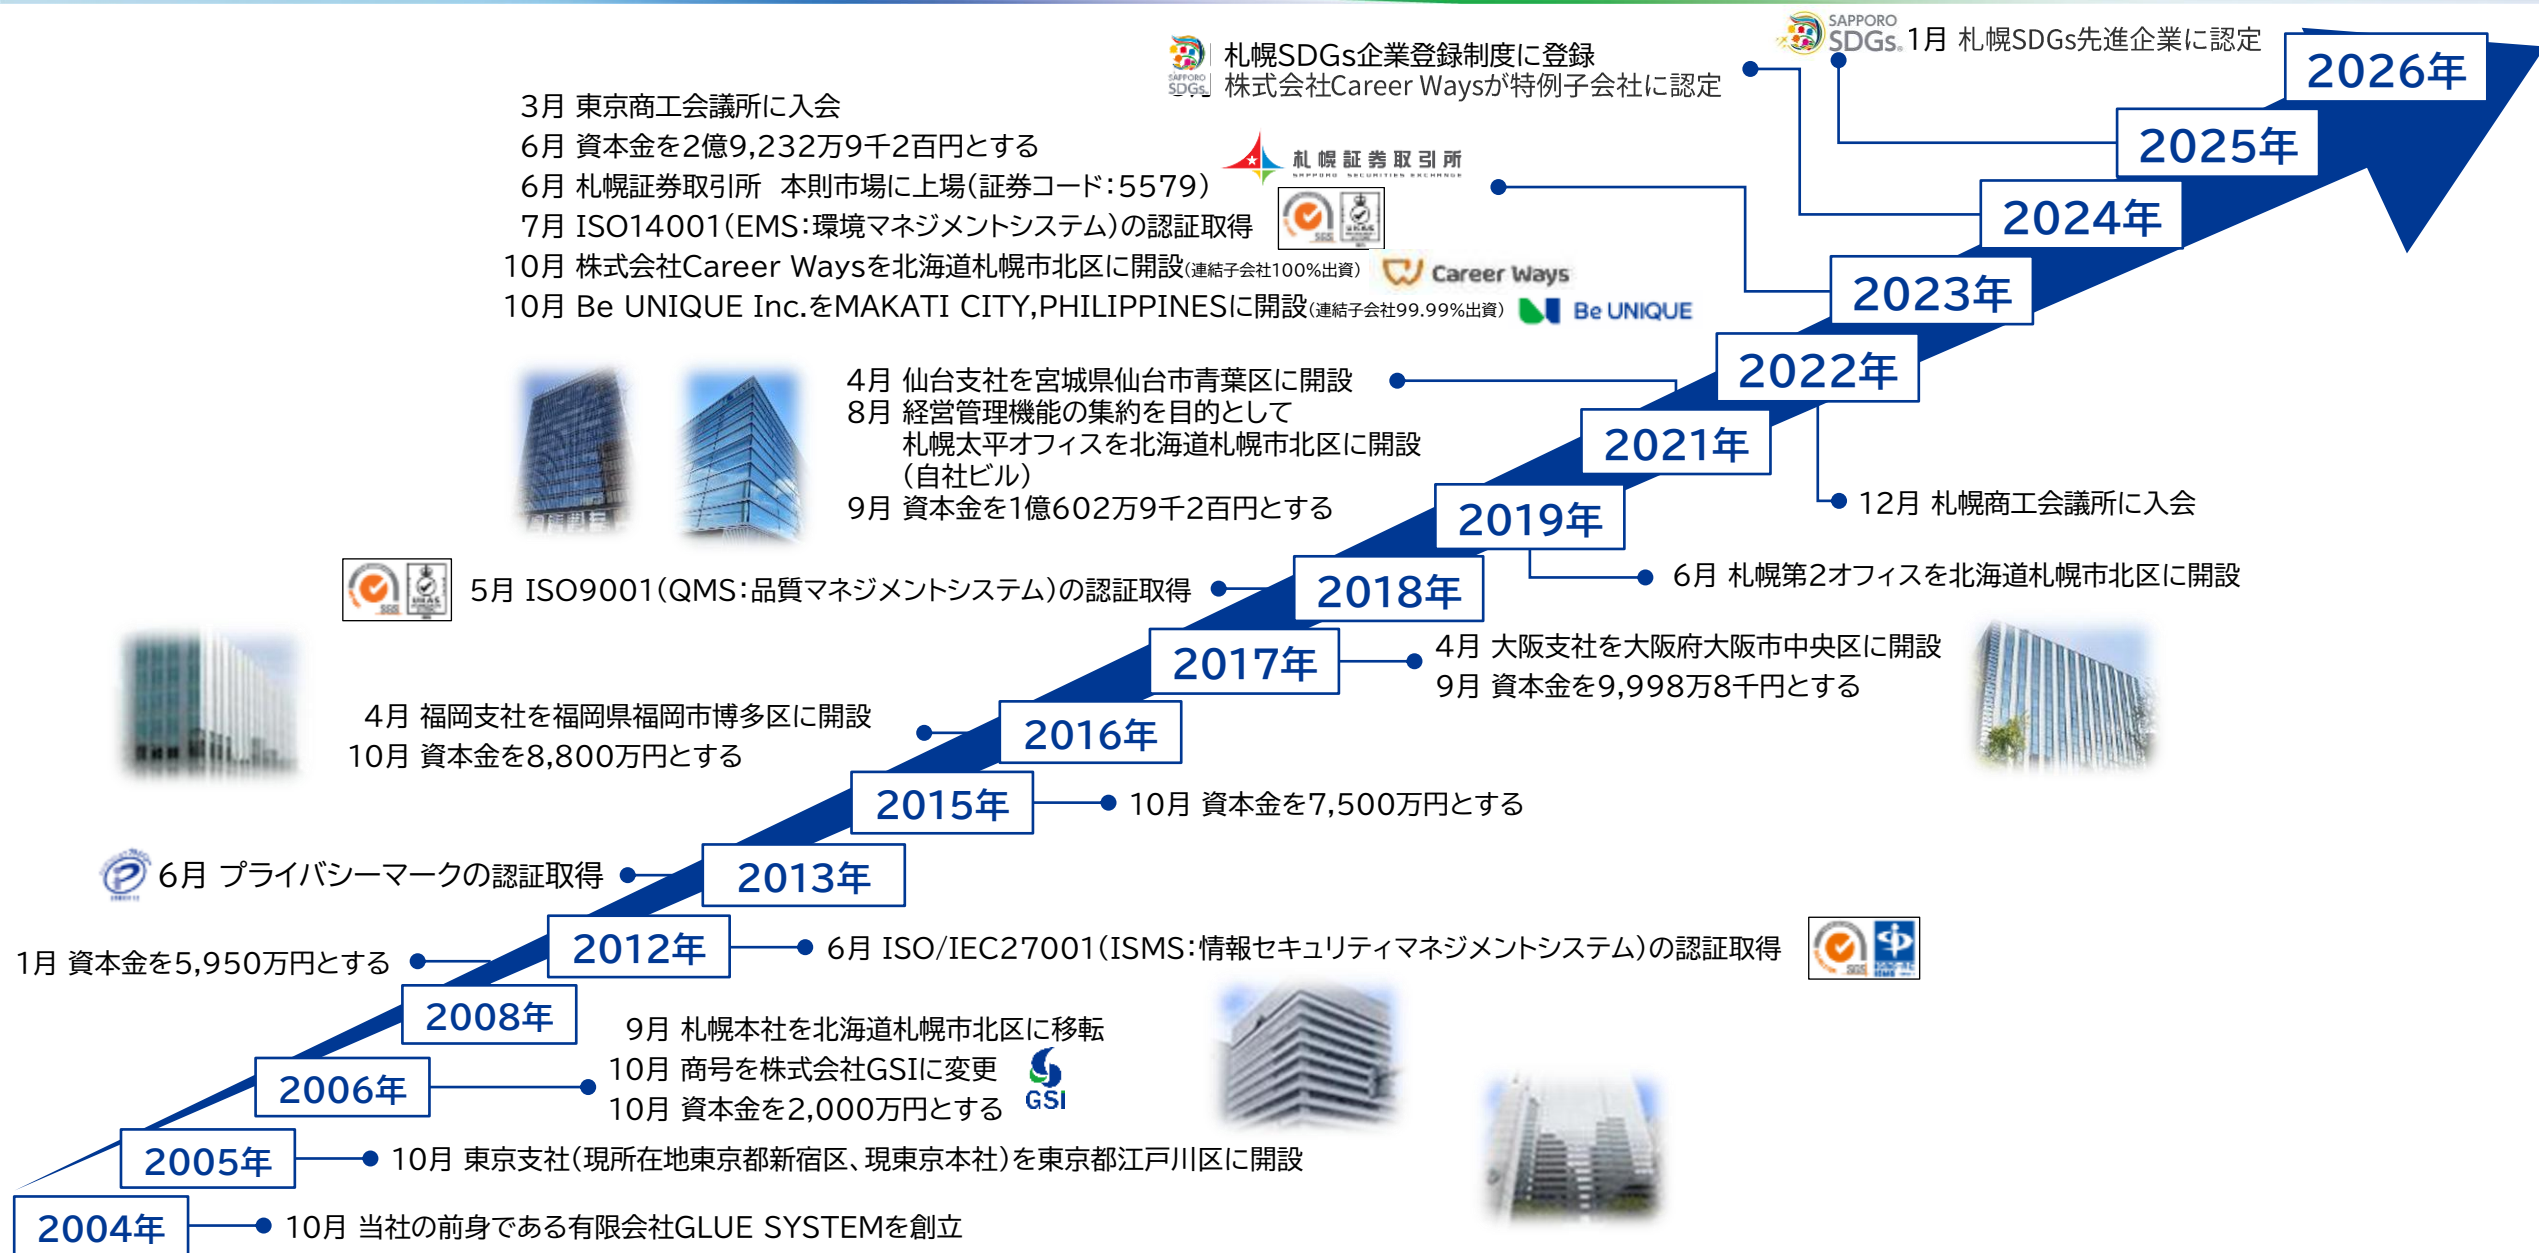 SAPPORO
SDGs
1月 札幌SDGs先進企業に認定
2026年
札幌SDGs企業登録制度に登録
SAPPORO
SDGs
株式会社Career Waysが特例子会社に認定
2025年
2024年
3月 東京商工会議所に入会
6月 資本金を2億9,232万9千2百円とする
6月 札幌証券取引所 本則市場に上場(証券コード:5579)
札幌証券取引所
SAPPORO SECURITIES EXCHANGE
7月 ISO14001(EMS:環境マネジメントシステム)の認証取得
SGS
UKAS
10月 株式会社Career Waysを北海道札幌市北区に開設(連結子会社100%出資)
Career Ways
10月 Be UNIQUE Inc.をMAKATI CITY,PHILIPPINESに開設(連結子会社99.99%出資)
Be UNIQUE
2023年
2022年
12月 札幌商工会議所に入会
4月 仙台支社を宮城県仙台市青葉区に開設
8月 経営管理機能の集約を目的として
札幌太平オフィスを北海道札幌市北区に開設
(自社ビル)
9月 資本金を1億602万9千2百円とする
2021年
2019年
6月 札幌第2オフィスを北海道札幌市北区に開設
SGS
UKAS
5月 ISO9001(QMS:品質マネジメントシステム)の認証取得
2018年
2017年
4月 大阪支社を大阪府大阪市中央区に開設
9月 資本金を9,998万8千円とする
4月 福岡支社を福岡県福岡市博多区に開設
10月 資本金を8,800万円とする
2016年
2015年
10月 資本金を7,500万円とする
6月 プライバシーマークの認証取得
2013年
2012年
6月 ISO/IEC27001(ISMS:情報セキュリティマネジメントシステム)の認証取得
SGS
1月 資本金を5,950万円とする
2008年
9月 札幌本社を北海道札幌市北区に移転
10月 商号を株式会社GSIに変更
10月 資本金を2,000万円とする
GSI
2006年
2005年
10月 東京支社(現所在地東京都新宿区、現東京本社)を東京都江戸川区に開設
2004年
10月 当社の前身である有限会社GLUE SYSTEMを創立